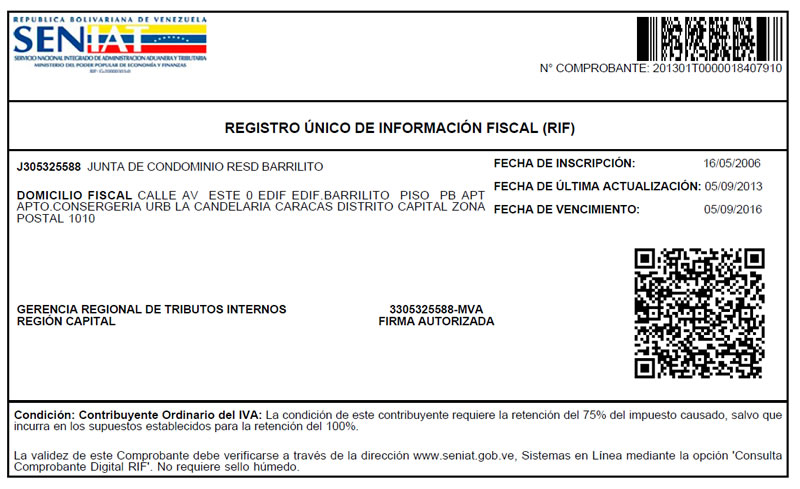 REPUBLICA BOLIVARIANA DE VENEZUELA
SENIAT
SERVICIO NACIONAL INTEGRADO DE ADMINISTRACION ADUANERA Y TRIBUTARIA
MINISTERIO DEL PODER POPULAR DE ECONOMÍA Y FINANZAS
N° COMPROBANTE: 201301T0000018407910
REGISTRO ÚNICO DE INFORMACIÓN FISCAL (RIF)
J305325588 JUNTA DE CONDOMINIO RESD BARRILITO
DOMICILIO FISCAL CALLE AV ESTE 0 EDIF EDIF.BARRILITO PISO PB APT
APTO.CONSERGERIA URB LA CANDELARIA CARACAS DISTRITO CAPITAL ZONA
POSTAL 1010
FECHA DE INSCRIPCIÓN: 16/05/2006
FECHA DE ÚLTIMA ACTUALIZACIÓN: 05/09/2013
FECHA DE VENCIMIENTO: 05/09/2016
GERENCIA REGIONAL DE TRIBUTOS INTERNOS
REGIÓN CAPITAL
3305325588-MVA
FIRMA AUTORIZADA
Condición: Contribuyente Ordinario del IVA: La condición de este contribuyente requiere la retención del 75% del impuesto causado, salvo que
incurra en los supuestos establecidos para la retención del 100%.
La validez de este Comprobante debe verificarse a través de la dirección www.seniat.gob.ve, Sistemas en Línea mediante la opción 'Consulta
Comprobante Digital RIF'. No requiere sello húmedo.